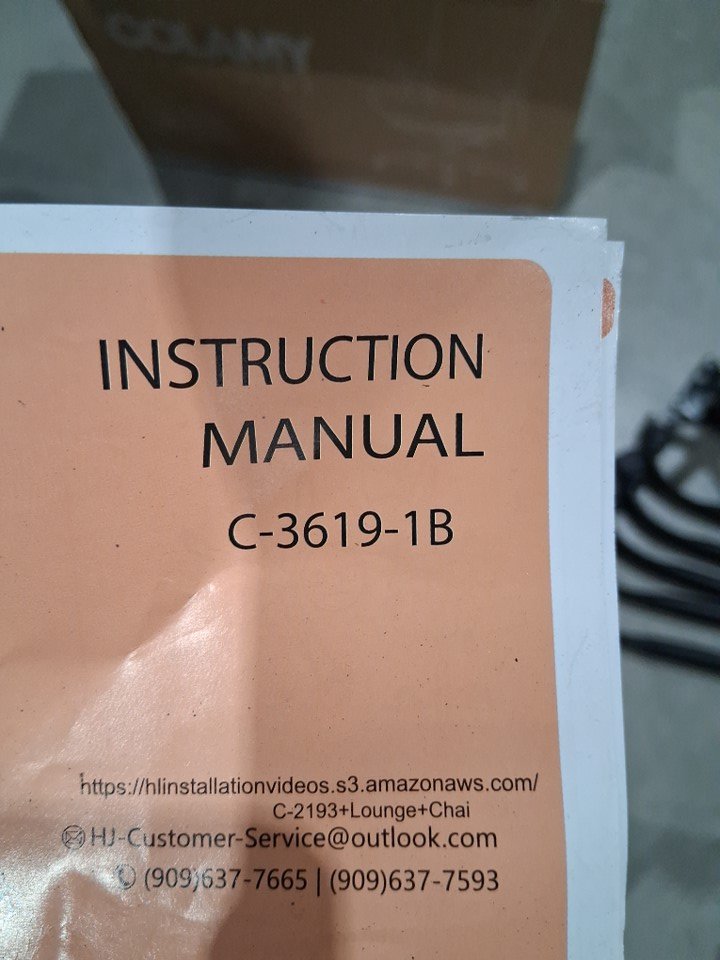 COLAMY
INSTRUCTION
MANUAL
C-3619-1B
https://hlinstallationvideos.s3.amazonaws.com/
C-2193+Lounge+Chai
HJ-Customer-Service@outlook.com
(909)637-7665 | (909)637-7593